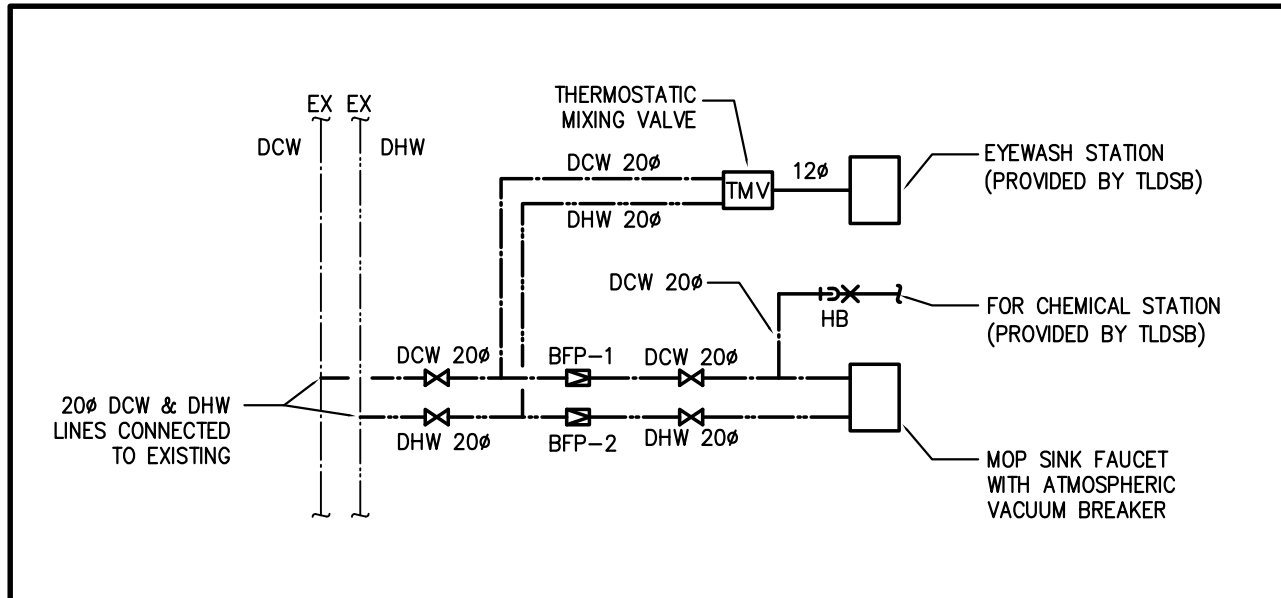 EX EX
DCW
DHW
THERMOSTATIC
MIXING VALVE
DCW 20ø
DHW 20ø
TMV
12ø
EYEWASH STATION
(PROVIDED BY TLDSB)
DCW 20ø
HB
FOR CHEMICAL STATION
(PROVIDED BY TLDSB)
DCW 20ø
BFP-1
DCW 20ø
20ø DCW & DHW
LINES CONNECTED
TO EXISTING
DHW 20ø
BFP-2
DHW 20ø
MOP SINK FAUCET
WITH ATMOSPHERIC
VACUUM BREAKER